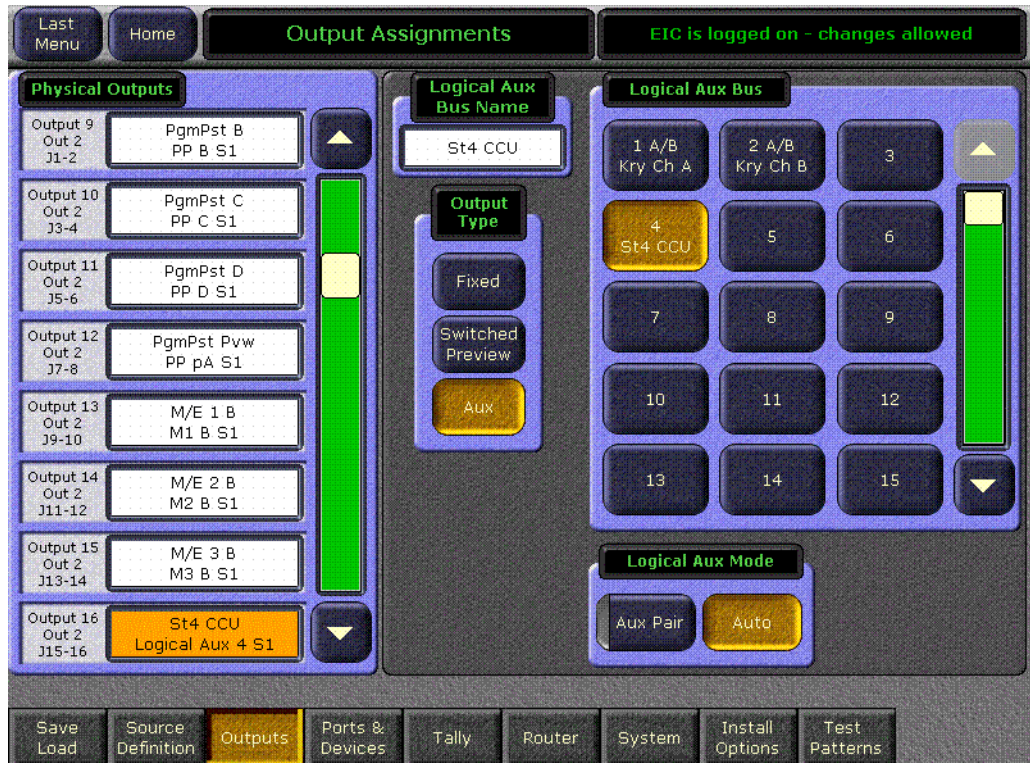 Last
Menu
Home
Output Assignments
EIC is logged on - changes allowed
Physical Outputs
Output 9
Out 2
J1-2
PgmPst B
PP B S1
Output 10
Out 2
J3-4
PgmPst C
PP C S1
Output 11
Out 2
J5-6
PgmPst D
PP D S1
Output 12
Out 2
J7-8
PgmPst Pvw
PP pA S1
Output 13
Out 2
J9-10
M/E 1 B
M1 B S1
Output 14
Out 2
J11-12
M/E 2 B
M2 B S1
Output 15
Out 2
J13-14
M/E 3 B
M3 B S1
Output 16
Out 2
J15-16
St4 CCU
Logical Aux 4 S1
Logical Aux
Bus Name
St4 CCU
Output
Type
Fixed
Switched
Preview
Aux
Logical Aux Bus
1 A/B
Kry Ch A
2 A/B
Kry Ch B
3
4
St4 CCU
5
6
7
8
9
10
11
12
13
14
15
Logical Aux Mode
Aux Pair
Auto
Save
Load
Source
Definition
Outputs
Ports &
Devices
Tally
Router
System
Install
Options
Test
Patterns